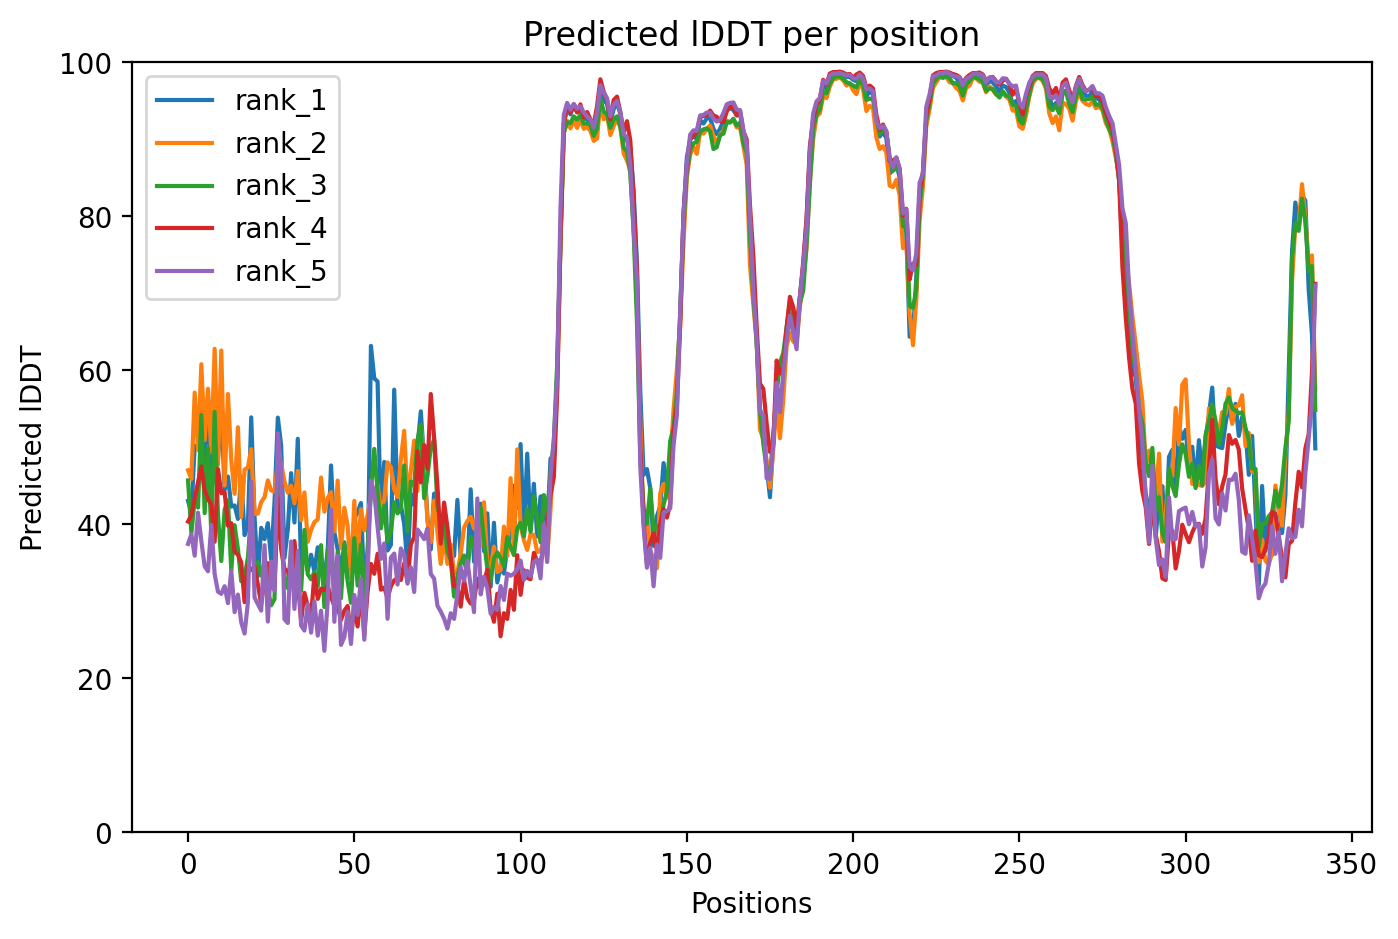 Predicted lDDT per position
100
80
60
40
20
0
Predicted lDDT
rank_1
rank_2
rank_3
rank_4
rank_5
0 50 100 150 200 250 300 350
Positions